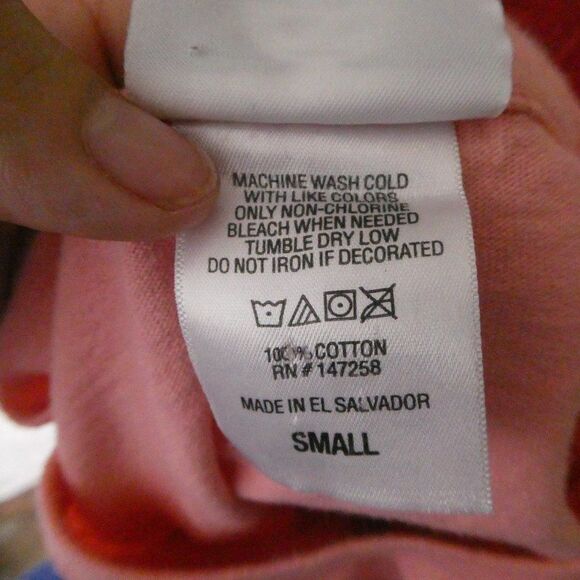 MACHINE WASH COLD
WITH LIKE COLORS
ONLY NON-CHLORINE
BLEACH WHEN NEEDED
TUMBLE DRY LOW
DO NOT IRON IF DECORATED
100% COTTON
RN # 147258
MADE IN EL SALVADOR
SMALL